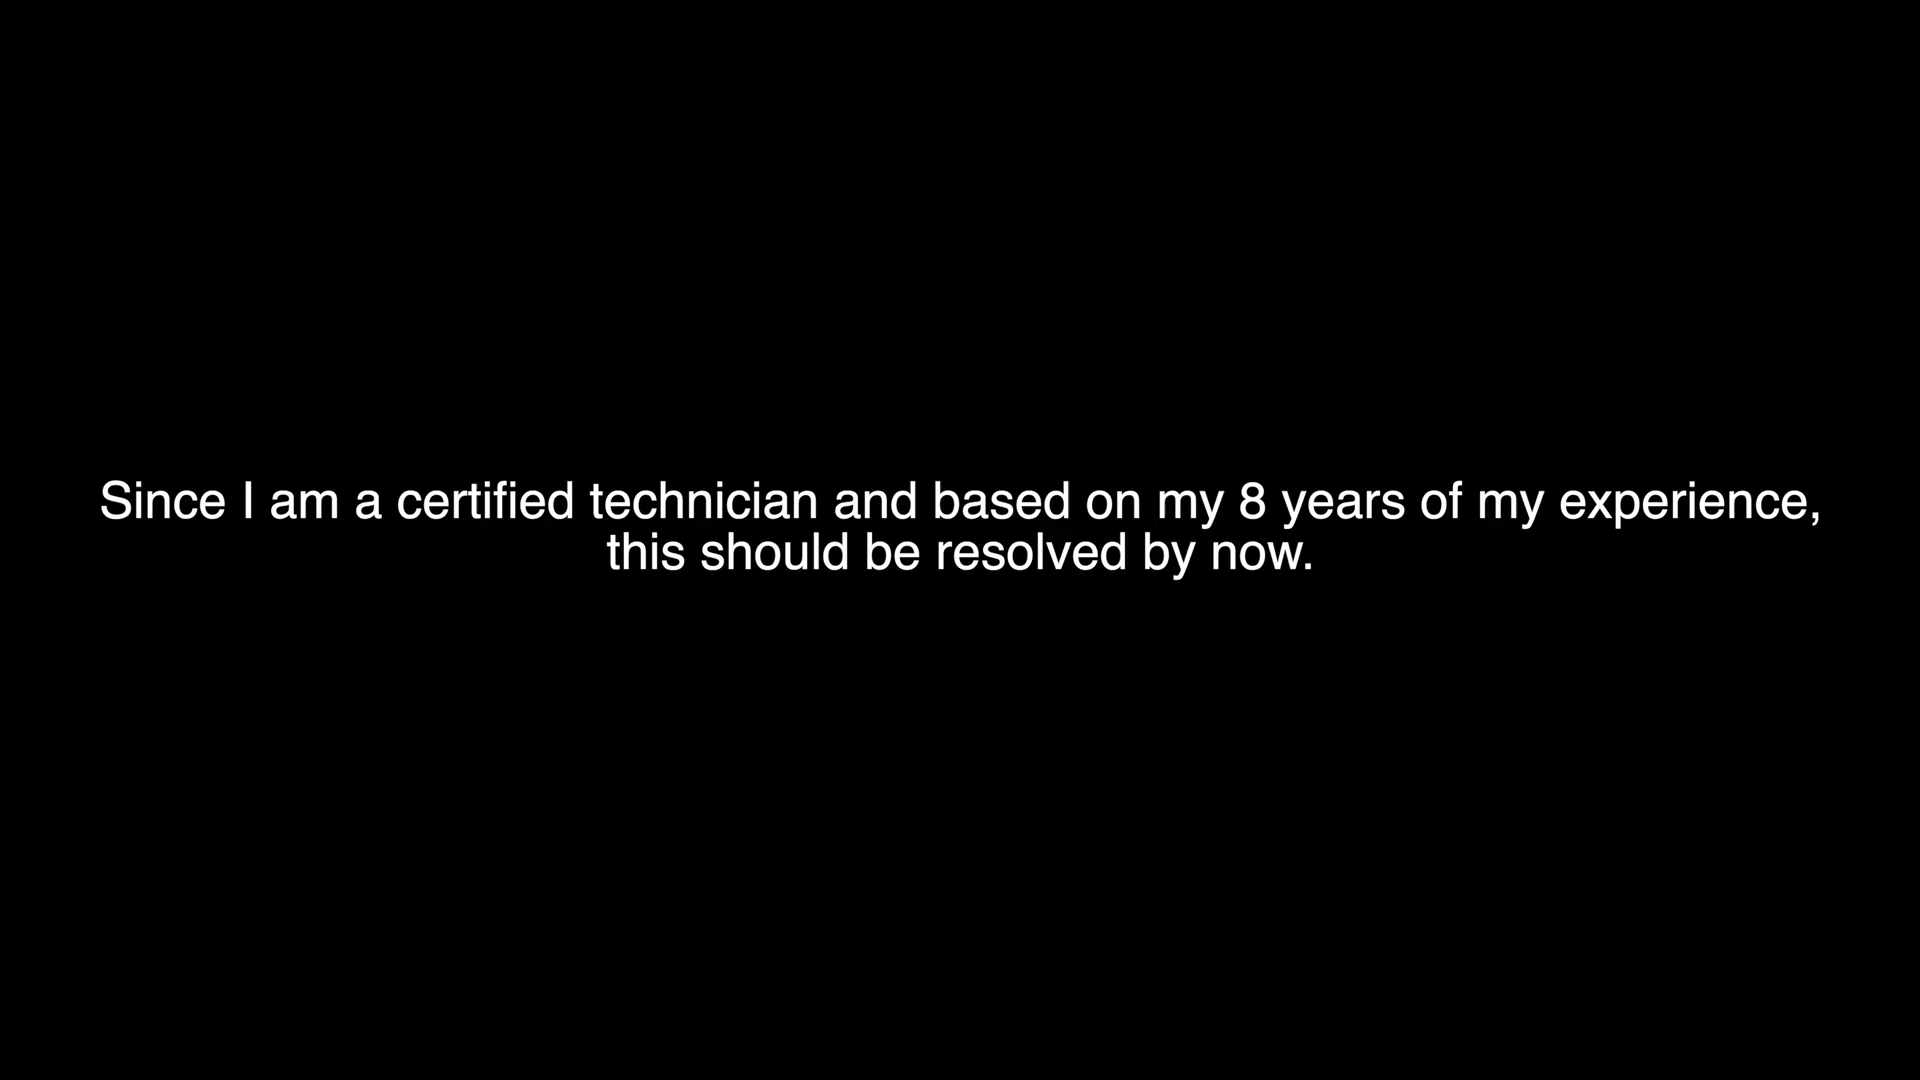 Since I am a certified technician and based on my 8 years of my experience,
this should be resolved by now.